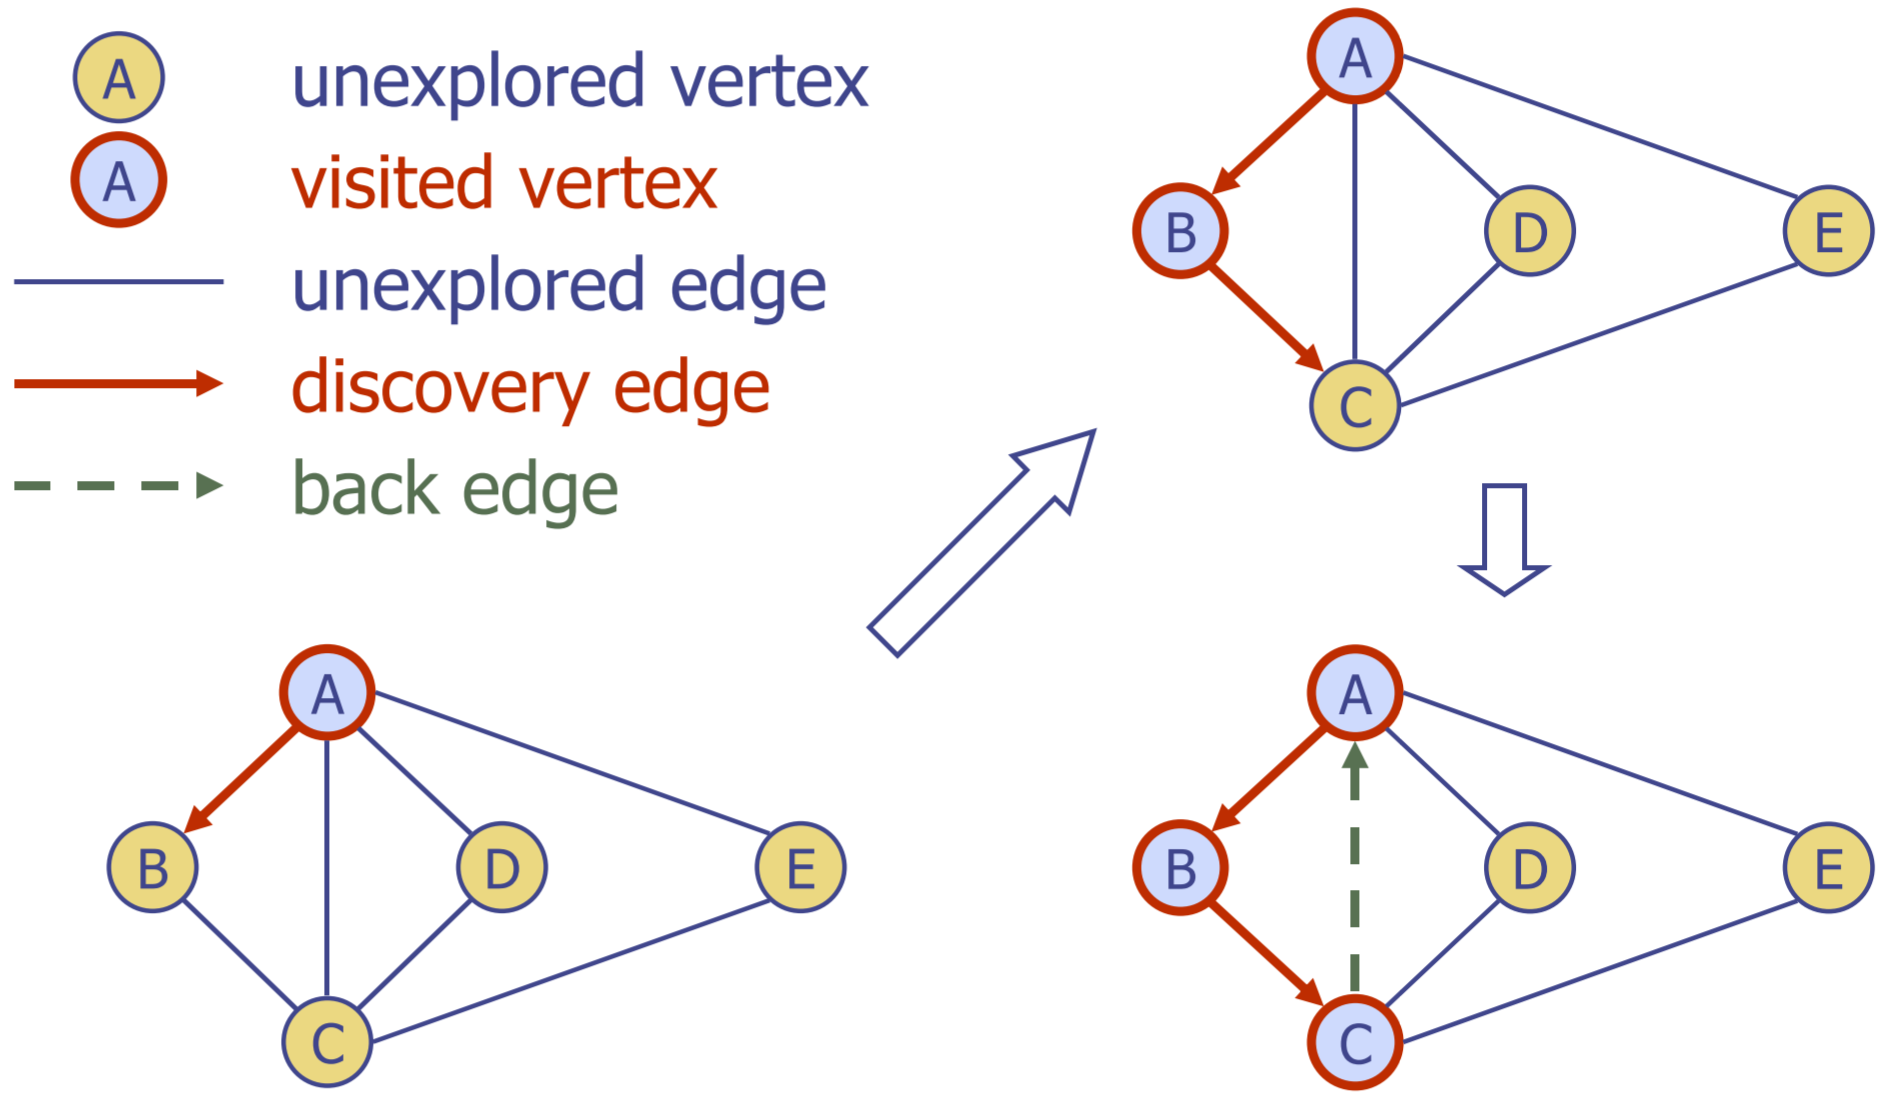 A unexplored vertex
A visited vertex
unexplored edge
discovery edge
back edge
A
B
D
E
C
A
B
D
E
C
A
B
D
E
C